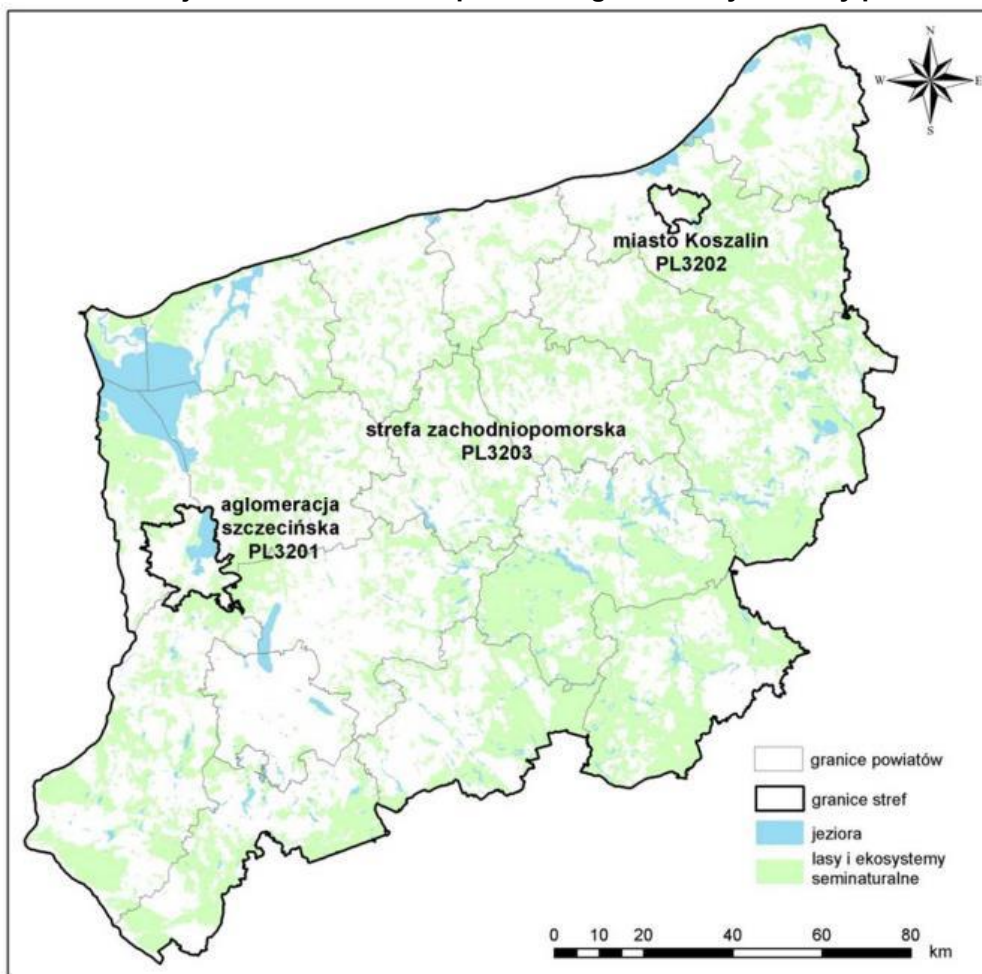 N
W E
S
miasto Koszalin
PL3202
strefa zachodniopomorska
PL3203
aglomeracja
szczecińska
PL3201
granice powiatów
granice stref
jeziora
lasy i ekosystemy
seminaturalne
0 10 20 40 60 80
km